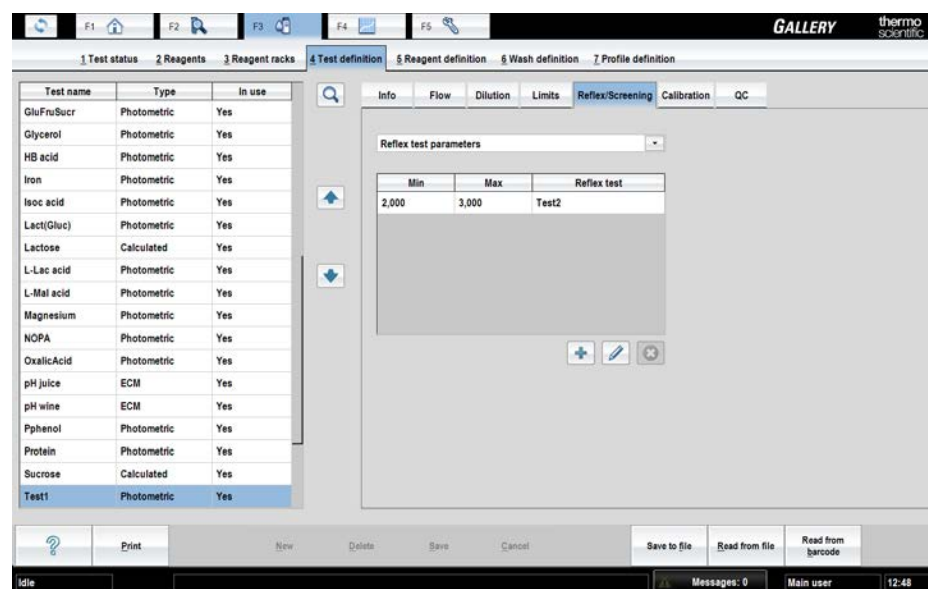 F1 F2 F3 F4 F5 GALLERY thermo scientific
1 Test status 2 Reagents 3 Reagent racks 4 Test definition 5 Reagent definition 6 Wash definition 7 Profile definition
Test name Type In use
GluFruSucr Photometric Yes
Glycerol Photometric Yes
HB acid Photometric Yes
Iron Photometric Yes
Isoc acid Photometric Yes
Lact(Gluc) Photometric Yes
Lactose Calculated Yes
L-Lac acid Photometric Yes
L-Mal acid Photometric Yes
Magnesium Photometric Yes
NOPA Photometric Yes
OxalicAcid Photometric Yes
pH juice ECM Yes
pH wine ECM Yes
Pphenol Photometric Yes
Protein Photometric Yes
Sucrose Calculated Yes
Test1 Photometric Yes
Info Flow Dilution Limits Reflex/Screening Calibration QC
Reflex test parameters
Min Max Reflex test
2,000 3,000 Test2
? Print New Delete Save Cancel Save to file Read from file Read from barcode
Idle Messages: 0 Main user 12:48